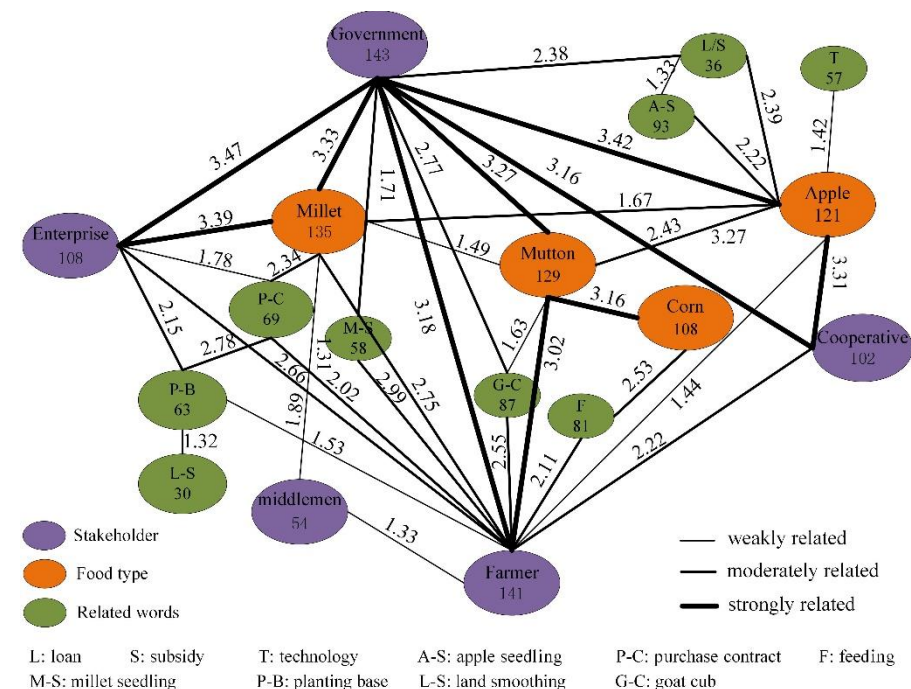 Government
143
L/S
36
T
57
2.38
1.33
A-S
93
2.39
1.42
3.47
3.33
2.77
3.27
3.42
3.16
2.22
1.71
Enterprise
108
3.39
Millet
135
1.67
Apple
121
1.49
Mutton
129
2.43
3.27
3.31
1.78
2.34
P-C
69
M-S
58
3.18
1.63
3.16
Corn
108
Cooperative
102
2.15
2.78
1.31
2.66
2.02
2.99
2.75
3.02
P-B
63
G-C
87
F
81
2.53
1.44
1.89
1.53
1.32
2.55
2.11
2.22
L-S
30
middlemen
54
1.33
Farmer
141
Stakeholder
Food type
Related words
weakly related
moderately related
strongly related
L: loan S: subsidy T: technology A-S: apple seedling P-C: purchase contract F: feeding
M-S: millet seedling P-B: planting base L-S: land smoothing G-C: goat cub